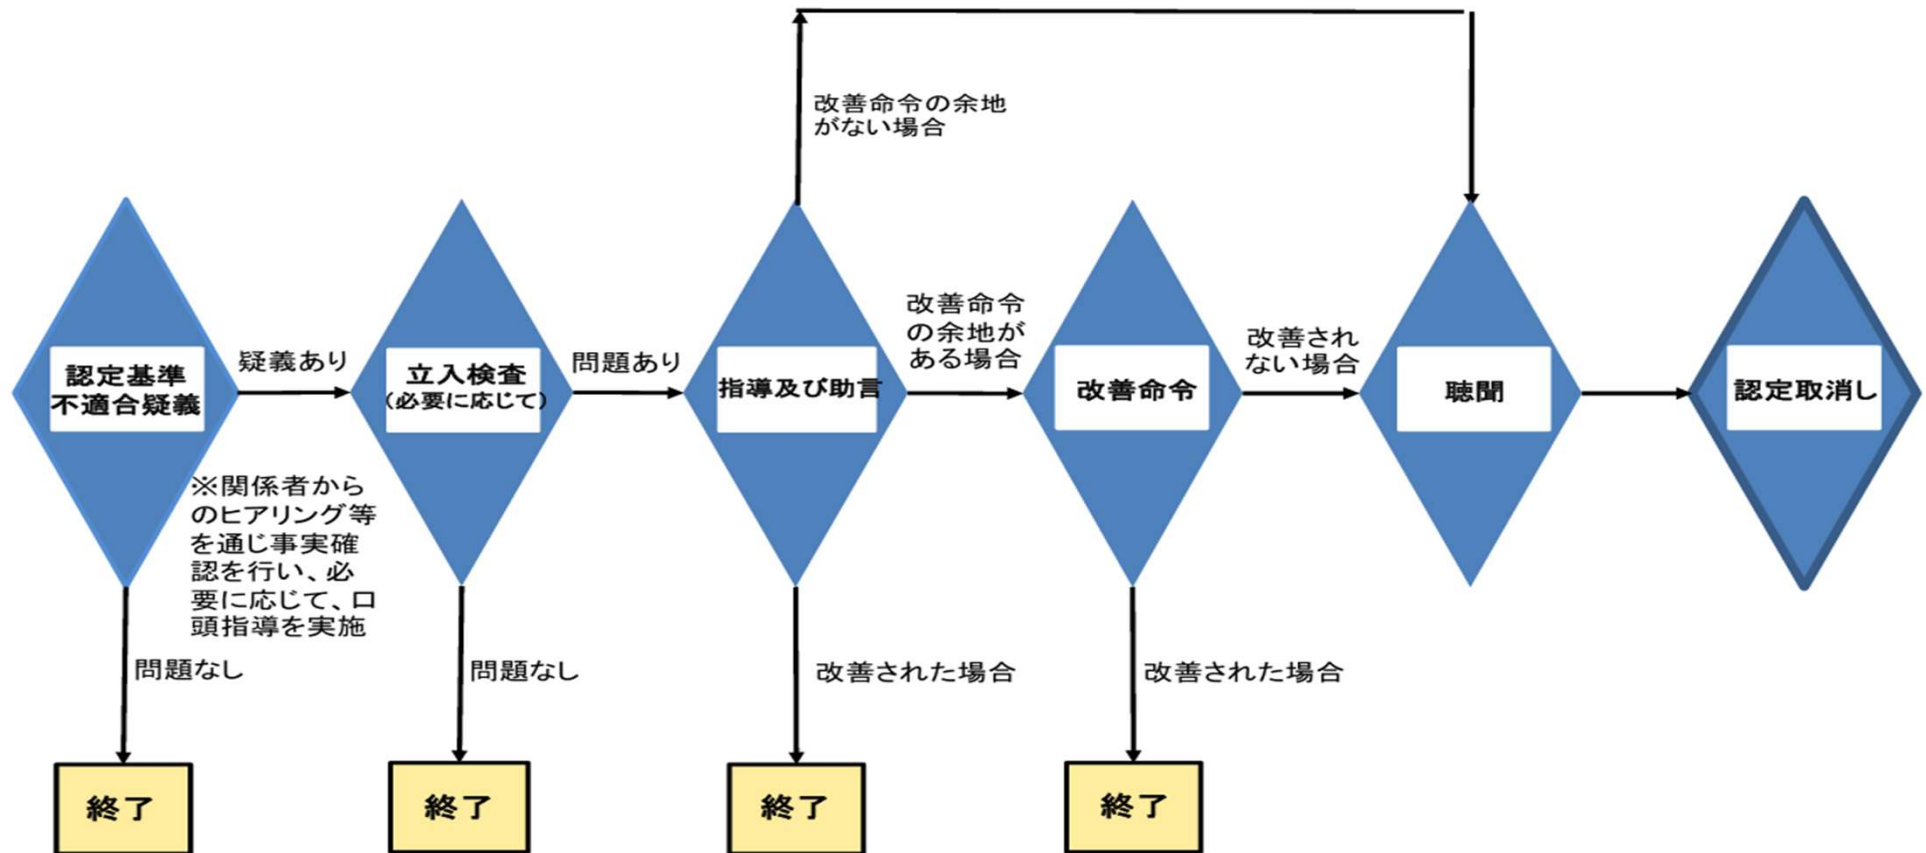 改善命令の余地
がない場合
認定基準
不適合疑義
疑義あり
立入検査
(必要に応じて)
問題あり
指導及び助言
改善命令
の余地が
ある場合
改善命令
改善され
ない場合
聴聞
認定取消し
※関係者から
のヒアリング等
を通じ事実確
認を行い、必
要に応じて、口
頭指導を実施
問題なし
問題なし
改善された場合
改善された場合
終了
終了
終了
終了